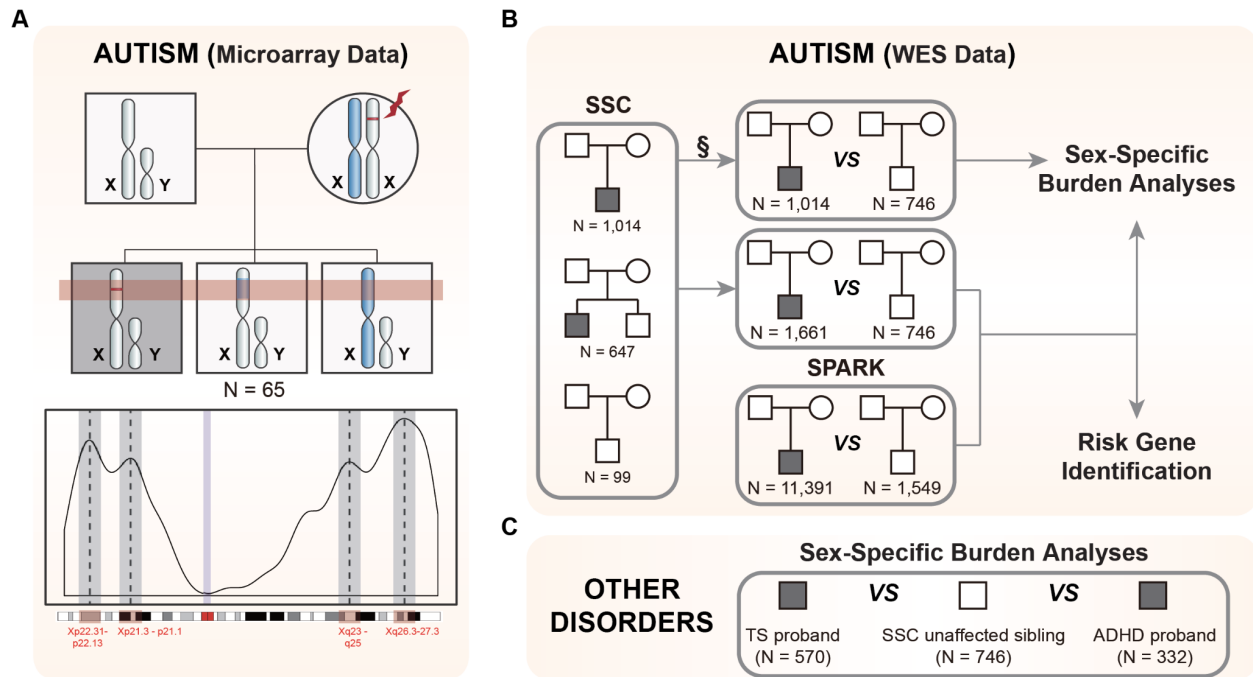 A
AUTISM (Microarray Data)
X Y
X X
X Y
X Y
X Y
N = 65
Xp22.31-
p22.13
Xp21.3 - p21.1
Xq23 -
q25
Xq26.3-27.3
B
AUTISM (WES Data)
SSC
N = 1,014
N = 647
N = 99
§
VS
N = 1,014
N = 746
VS
N = 1,661
N = 746
SPARK
VS
N = 11,391
N = 1,549
Sex-Specific
Burden Analyses
Risk Gene
Identification
C
OTHER
DISORDERS
Sex-Specific Burden Analyses
VS
VS
TS proband
(N = 570)
SSC unaffected sibling
(N = 746)
ADHD proband
(N = 332)